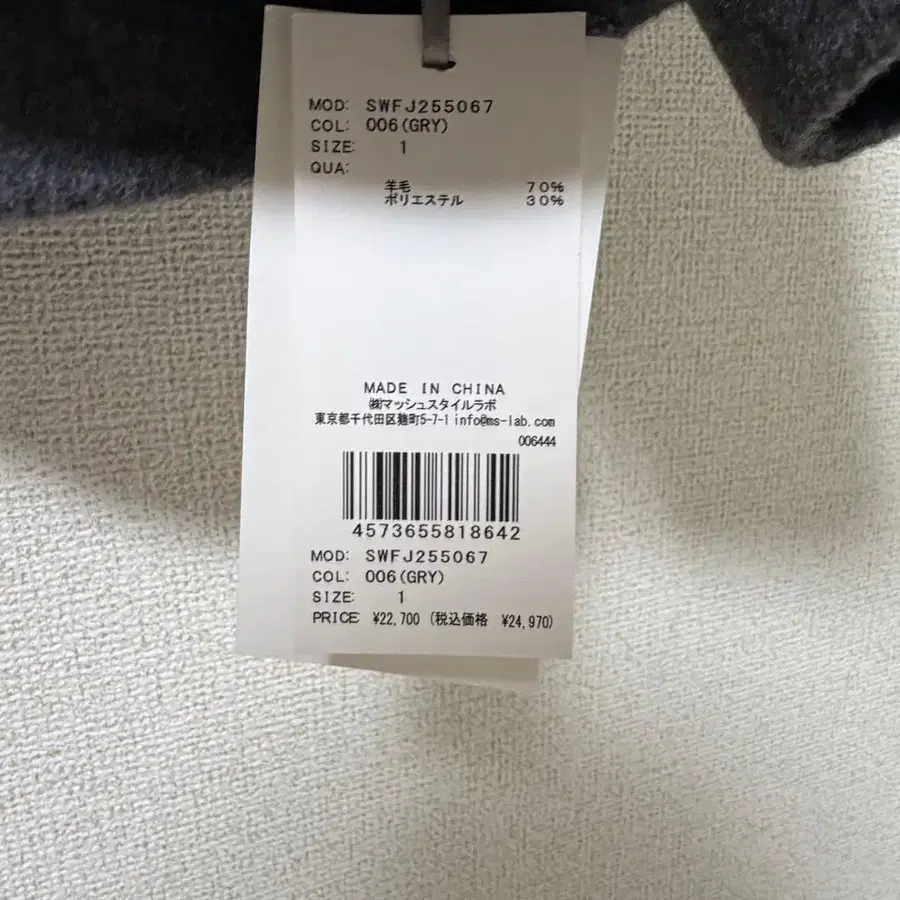 MOD: SWFJ255067
COL: 006(GRY)
SIZE: 1
QUA:
羊毛 70%
ポリエステル 30%
MADE IN CHINA
㈱マッシュスタイルラボ
東京都千代田区麹町5-7-1 info@ms-lab.com
006444
4573655818642
MOD: SWFJ255067
COL: 006(GRY)
SIZE: 1
PRICE: ¥22,700 (税込価格 ¥24,970)